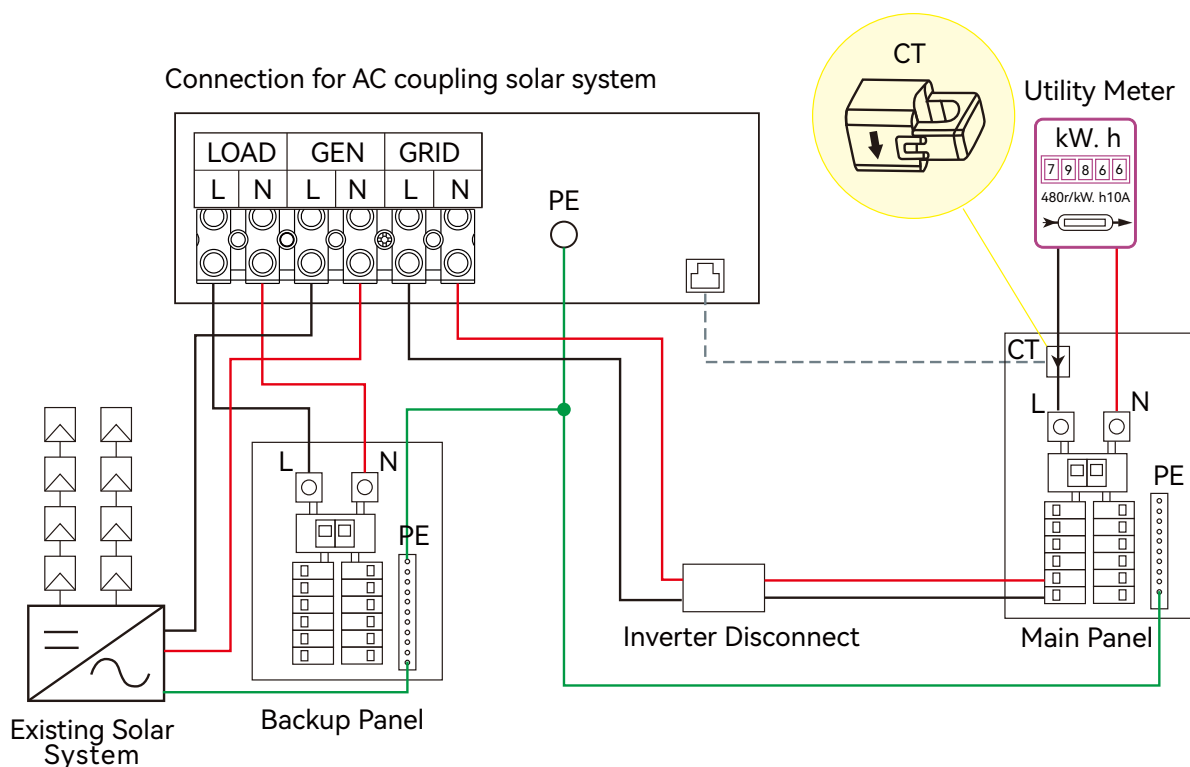 Connection for AC coupling solar system
CT
Utility Meter
kW. h
7 9 8 6 6
480r/kW. h10A
LOAD GEN GRID
L N L N L N
PE
CT
L N
PE
L N
PE
Inverter Disconnect
Main Panel
Backup Panel
Existing Solar
System